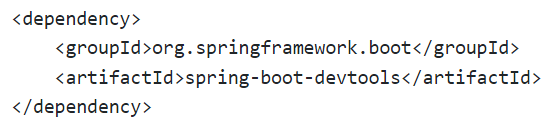 <dependency>
    <groupId>org.springframework.boot</groupId>
    <artifactId>spring-boot-devtools</artifactId>
</dependency>